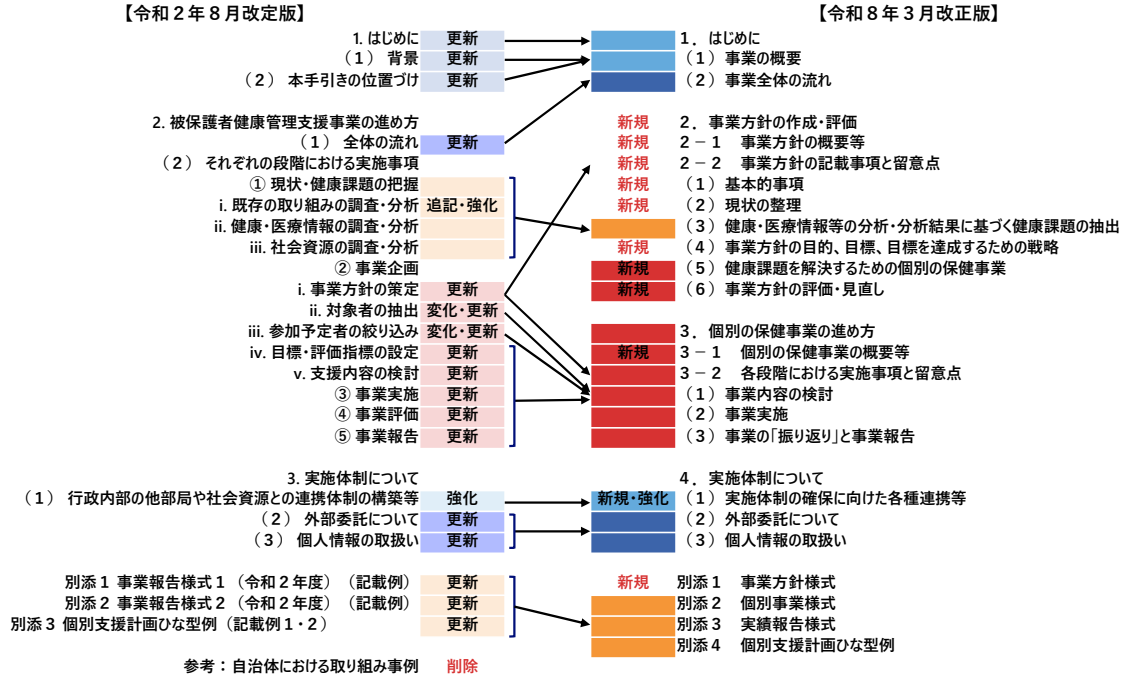 【令和２年８月改定版】
【令和８年３月改正版】
1. はじめに 更新
（１） 背景 更新
（２） 本手引きの位置づけ 更新
2. 被保護者健康管理支援事業の進め方
（１） 全体の流れ 更新
（２） それぞれの段階における実施事項
① 現状・健康課題の把握
i. 既存の取り組みの調査・分析 追記・強化
ii. 健康・医療情報の調査・分析
iii. 社会資源の調査・分析
② 事業企画
i. 事業方針の策定 更新
ii. 対象者の抽出 変化・更新
iii. 参加予定者の絞り込み 変化・更新
iv. 目標・評価指標の設定 更新
v. 支援内容の検討 更新
③ 事業実施 更新
④ 事業評価 更新
⑤ 事業報告 更新
3. 実施体制について
（１） 行政内部の他部局や社会資源との連携体制の構築等 強化
（２） 外部委託について 更新
（３） 個人情報の取扱い 更新
別添１ 事業報告様式１（令和２年度）（記載例） 更新
別添２ 事業報告様式２（令和２年度）（記載例） 更新
別添３ 個別支援計画ひな型例（記載例１・２） 更新
参考：自治体における取り組み事例 削除
１．はじめに
（１）事業の概要
（２）事業全体の流れ
新規 ２．事業方針の作成・評価
新規 ２－１ 事業方針の概要等
新規 ２－２ 事業方針の記載事項と留意点
新規 （１）基本的事項
新規 （２）現状の整理
（３）健康・医療情報等の分析・分析結果に基づく健康課題の抽出
新規 （４）事業方針の目的、目標、目標を達成するための戦略
新規 （５）健康課題を解決するための個別の保健事業
新規 （６）事業方針の評価・見直し
３．個別の保健事業の進め方
新規 ３－１ 個別の保健事業の概要等
３－２ 各段階における実施事項と留意点
（１）事業内容の検討
（２）事業実施
（３）事業の「振り返り」と事業報告
４．実施体制について
新規・強化 （１）実施体制の確保に向けた各種連携等
（２）外部委託について
（３）個人情報の取扱い
新規 別添１ 事業方針様式
別添２ 個別事業様式
別添３ 実績報告様式
別添４ 個別支援計画ひな型例